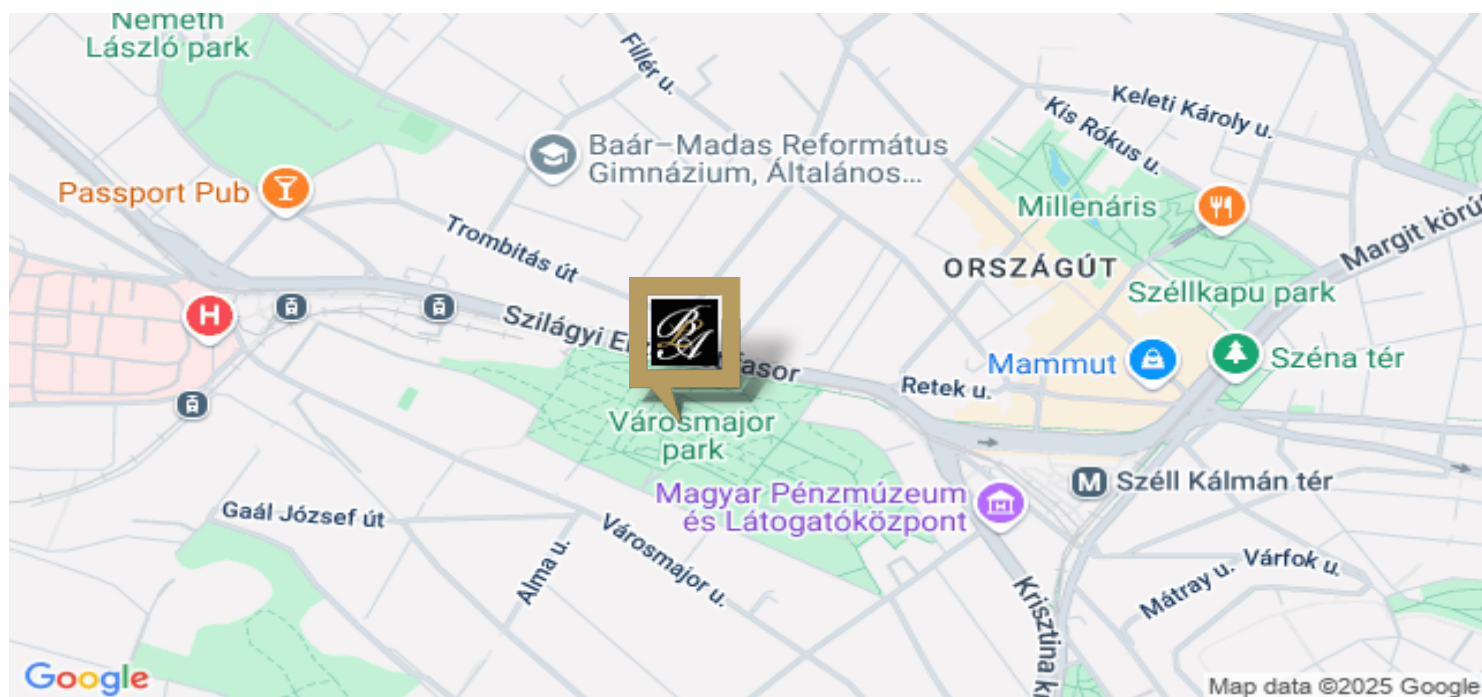 Németh
László park
Fillér u.
Keleti Károly u.
Kis Rókus u.
Baár–Madas Református
Gimnázium, Általános...
Passport Pub
Millenáris
Margit körú
Trombitás út
ORSZÁGÚT
Széllkapu park
H
Szilágyi E
fasor
BLA
Mammut
Széna tér
Retek u.
Városmajor
park
M
Széll Kálmán tér
Magyar Pénzmúzeum
és Látogatóközpont
Gaál József út
Városmajor u.
Alma u.
Várfok u.
Mátray u.
Krisztina k
Google
Map data ©2025 Google